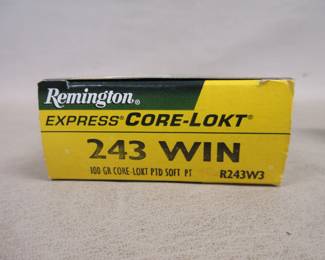 Remington®
EXPRESS® CORE-LOKT®
243 WIN
100 GR CORE-LOKT PTD SOFT PT R243W3